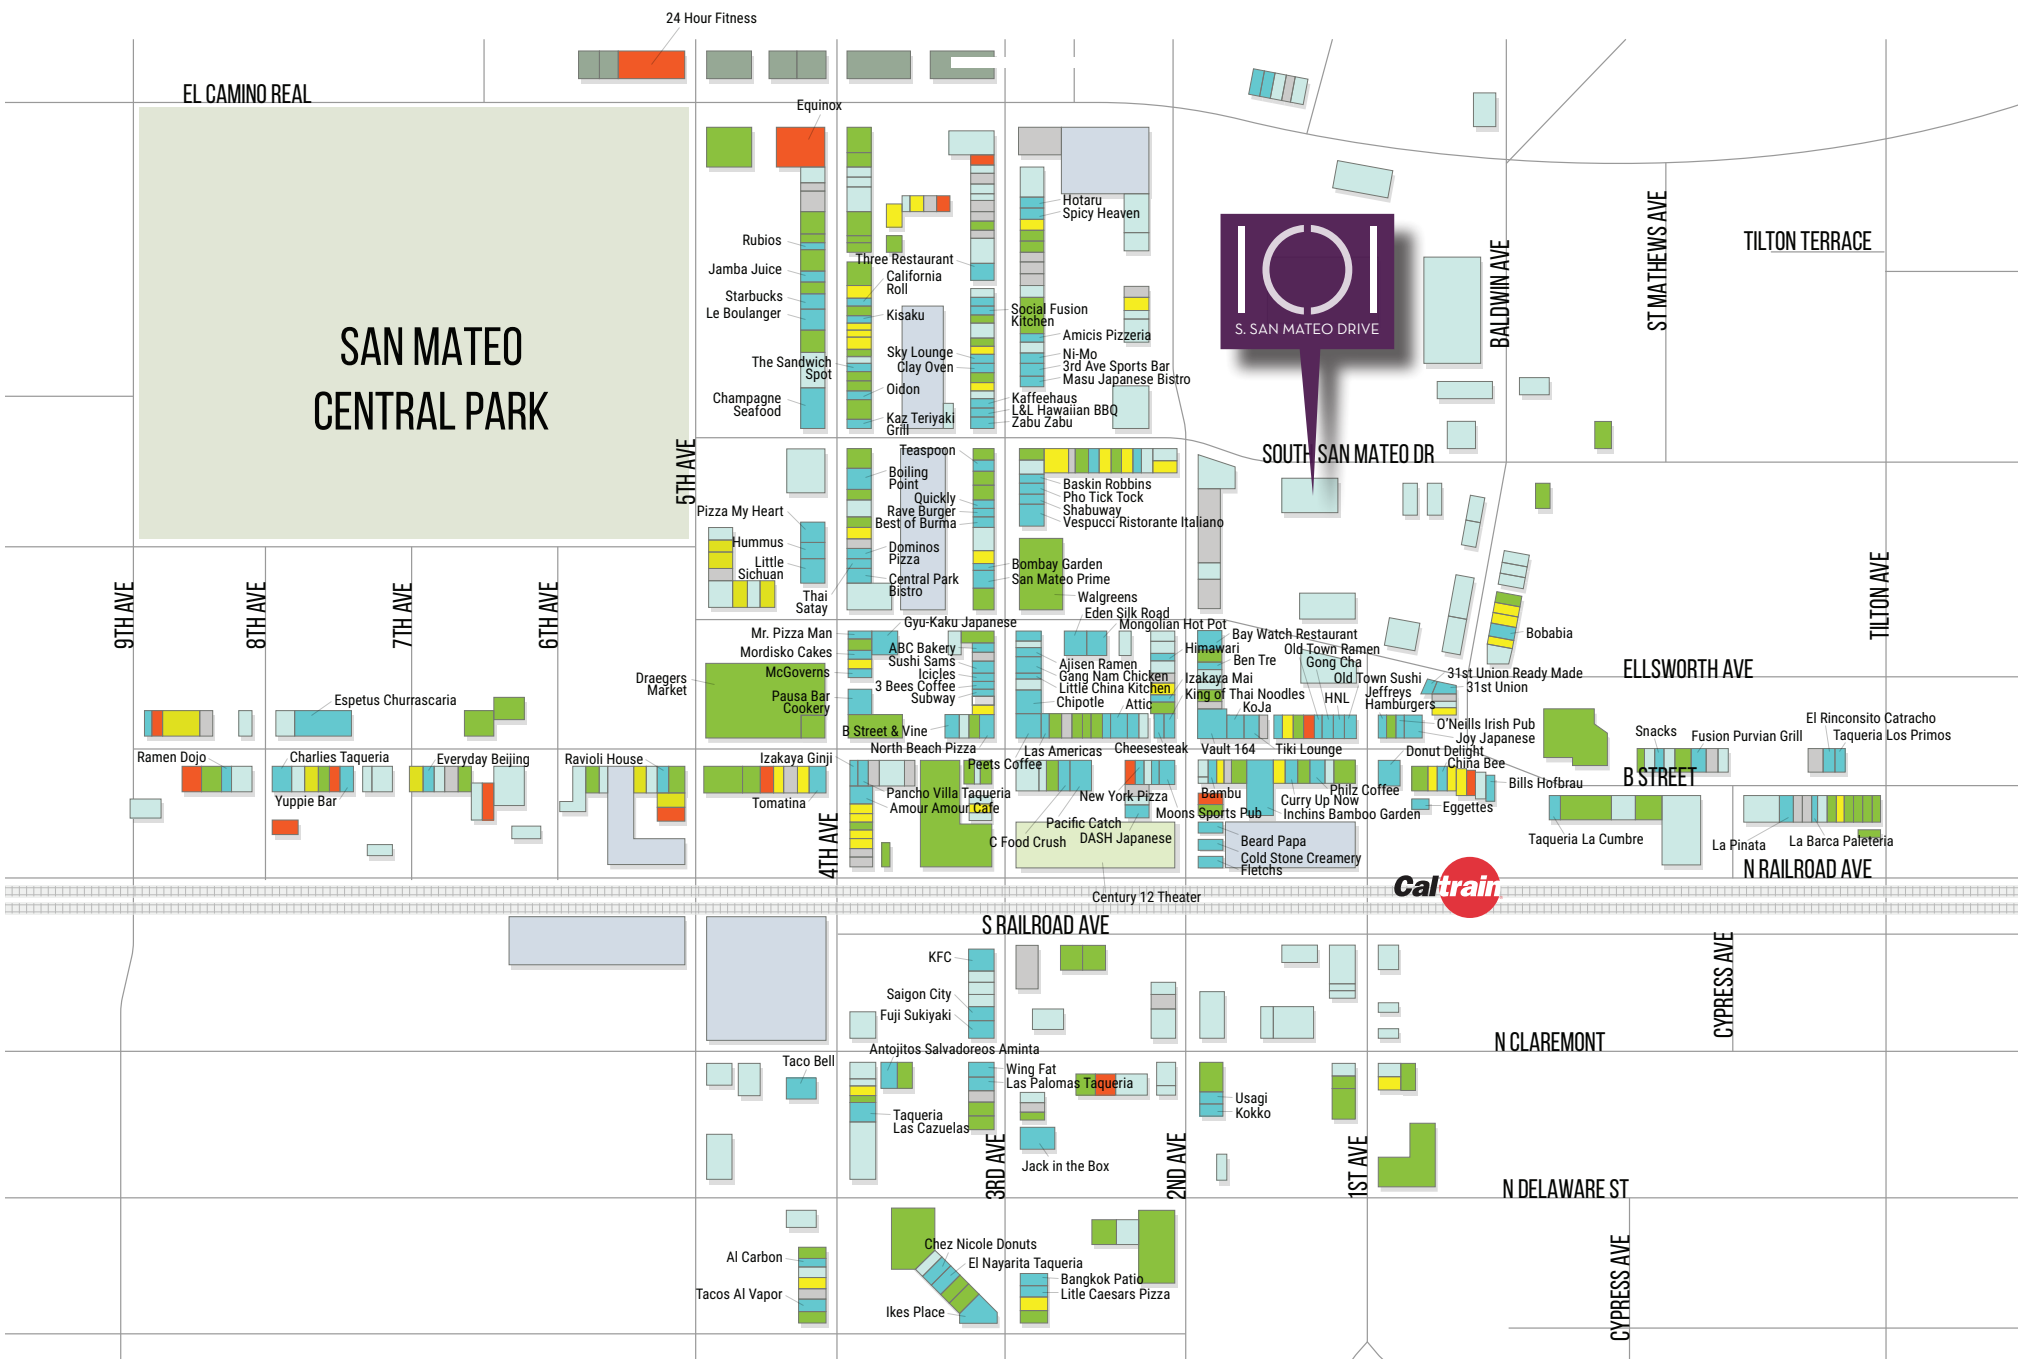 24 Hour Fitness
EL CAMINO REAL
Equinox
SAN MATEO
CENTRAL PARK
Rubios
Jamba Juice
Starbucks
Le Boulanger
The Sandwich
Spot
Champagne
Seafood
Three Restaurant
California
Roll
Kisaku
Sky Lounge
Clay Oven
Oidon
Kaz Teriyaki
Grill
Hotaru
Spicy Heaven
Social Fusion
Kitchen
Amicis Pizzeria
Ni-Mo
3rd Ave Sports Bar
Masu Japanese Bistro
Kaffeehaus
L&L Hawaiian BBQ
Zabu Zabu
101
S. SAN MATEO DRIVE
BALDWIN AVE
ST MATHEWS AVE
TILTON TERRACE
SOUTH SAN MATEO DR
5TH AVE
Teaspoon
Boiling
Point
Quickly
Rave Burger
Best of Burma
Baskin Robbins
Pho Tick Tock
Shabuway
Vespucci Ristorante Italiano
Pizza My Heart
Hummus
Little
Sichuan
Dominos
Pizza
Central Park
Bistro
Thai
Satay
Bombay Garden
San Mateo Prime
Walgreens
9TH AVE
8TH AVE
7TH AVE
6TH AVE
TILTON AVE
Eden Silk Road
Mongolian Hot Pot
Gyu-Kaku Japanese
Mr. Pizza Man
Mordisko Cakes
McGoverns
Draegers
Market
Pausa Bar
Cookery
ABC Bakery
Sushi Sams
Icicles
3 Bees Coffee
Subway
B Street & Vine
North Beach Pizza
Ajisen Ramen
Gang Nam Chicken
Little China Kitchen
Chipotle
Attic
Himawari
Izakaya Mai
King of Thai Noodles
KoJa
Bay Watch Restaurant
Ben Tre
Old Town Ramen
Gong Cha
Old Town Sushi
HNL
Jeffreys
Hamburgers
31st Union Ready Made
31st Union
O'Neills Irish Pub
Joy Japanese
Bobabia
ELLSWORTH AVE
Espetus Churrascaria
Ramen Dojo
Charlies Taqueria
Yuppie Bar
Everyday Beijing
Ravioli House
Izakaya Ginji
Tomatina
Pancho Villa Taqueria
Amour Amour Cafe
Peets Coffee
Las Americas
Cheesesteak
Vault 164
Tiki Lounge
Donut Delight
China Bee
Bills Hofbrau
Eggettes
Snacks
Fusion Purvian Grill
El Rinconsito Catracho
Taqueria Los Primos
B STREET
New York Pizza
Pacific Catch
C Food Crush
DASH Japanese
Moons Sports Pub
Bambu
Philz Coffee
Curry Up Now
Inchins Bamboo Garden
Beard Papa
Cold Stone Creamery
Fletchs
Taqueria La Cumbre
La Pinata
La Barca Paleteria
4TH AVE
N RAILROAD AVE
Caltrain
Century 12 Theater
S RAILROAD AVE
KFC
Saigon City
Fuji Sukiyaki
CYPRESS AVE
N CLAREMONT
Antojitos Salvadoreos Aminta
Taco Bell
Wing Fat
Las Palomas Taqueria
Taqueria
Las Cazuelas
Usagi
Kokko
Jack in the Box
3RD AVE
2ND AVE
1ST AVE
N DELAWARE ST
Al Carbon
Tacos Al Vapor
Chez Nicole Donuts
El Nayarita Taqueria
Ikes Place
Bangkok Patio
Litle Caesars Pizza
CYPRESS AVE